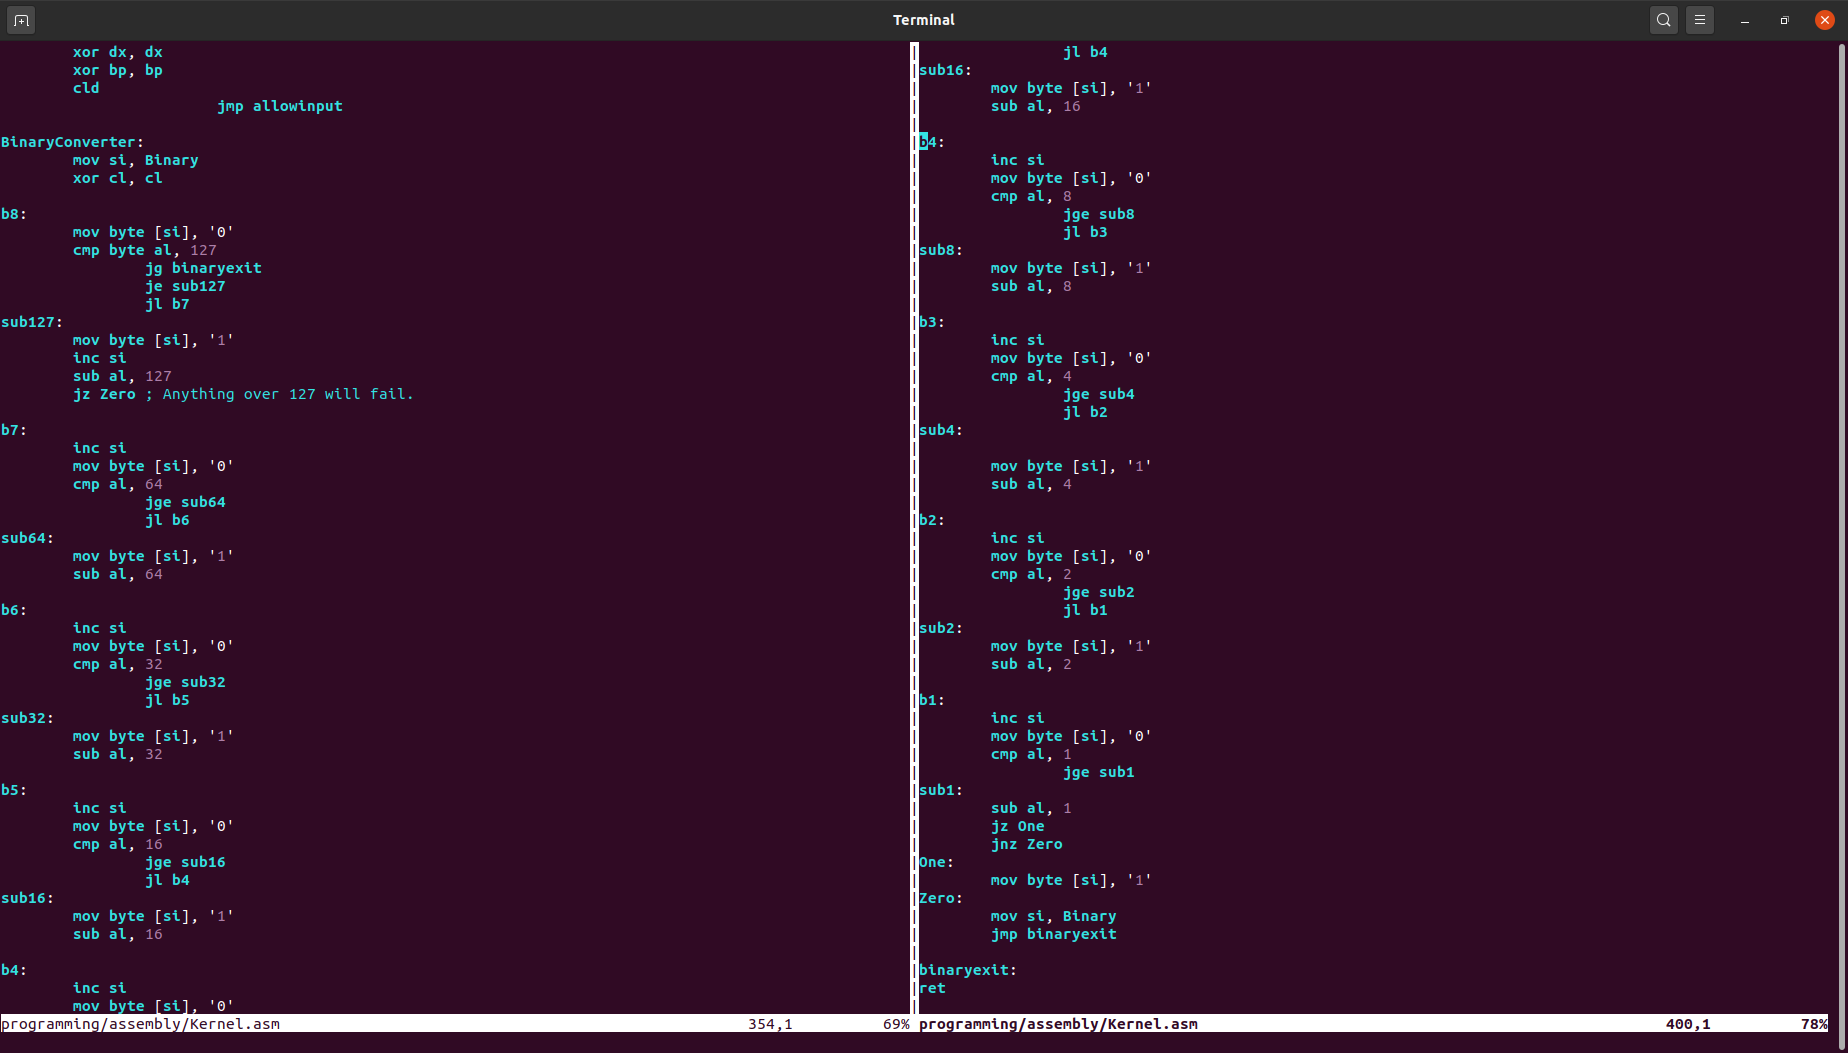 Terminal
xor dx, dx
xor bp, bp
cld
jmp allowinput
BinaryConverter:
mov si, Binary
xor cl, cl
b8:
mov byte [si], '0'
cmp byte al, 127
jg binaryexit
je sub127
jl b7
sub127:
mov byte [si], '1'
inc si
sub al, 127
jz Zero ; Anything over 127 will fail.
b7:
inc si
mov byte [si], '0'
cmp al, 64
jge sub64
jl b6
sub64:
mov byte [si], '1'
sub al, 64
b6:
inc si
mov byte [si], '0'
cmp al, 32
jge sub32
jl b5
sub32:
mov byte [si], '1'
sub al, 32
b5:
inc si
mov byte [si], '0'
cmp al, 16
jge sub16
jl b4
sub16:
mov byte [si], '1'
sub al, 16
b4:
inc si
mov byte [si], '0'
programming/assembly/Kernel.asm 354,1 69%
jl b4
sub16:
mov byte [si], '1'
sub al, 16
b4:
inc si
mov byte [si], '0'
cmp al, 8
jge sub8
jl b3
sub8:
mov byte [si], '1'
sub al, 8
b3:
inc si
mov byte [si], '0'
cmp al, 4
jge sub4
jl b2
sub4:
mov byte [si], '1'
sub al, 4
b2:
inc si
mov byte [si], '0'
cmp al, 2
jge sub2
jl b1
sub2:
mov byte [si], '1'
sub al, 2
b1:
inc si
mov byte [si], '0'
cmp al, 1
jge sub1
sub1:
sub al, 1
jz One
jnz Zero
One:
mov byte [si], '1'
Zero:
mov si, Binary
jmp binaryexit
binaryexit:
ret
programming/assembly/Kernel.asm 400,1 78%